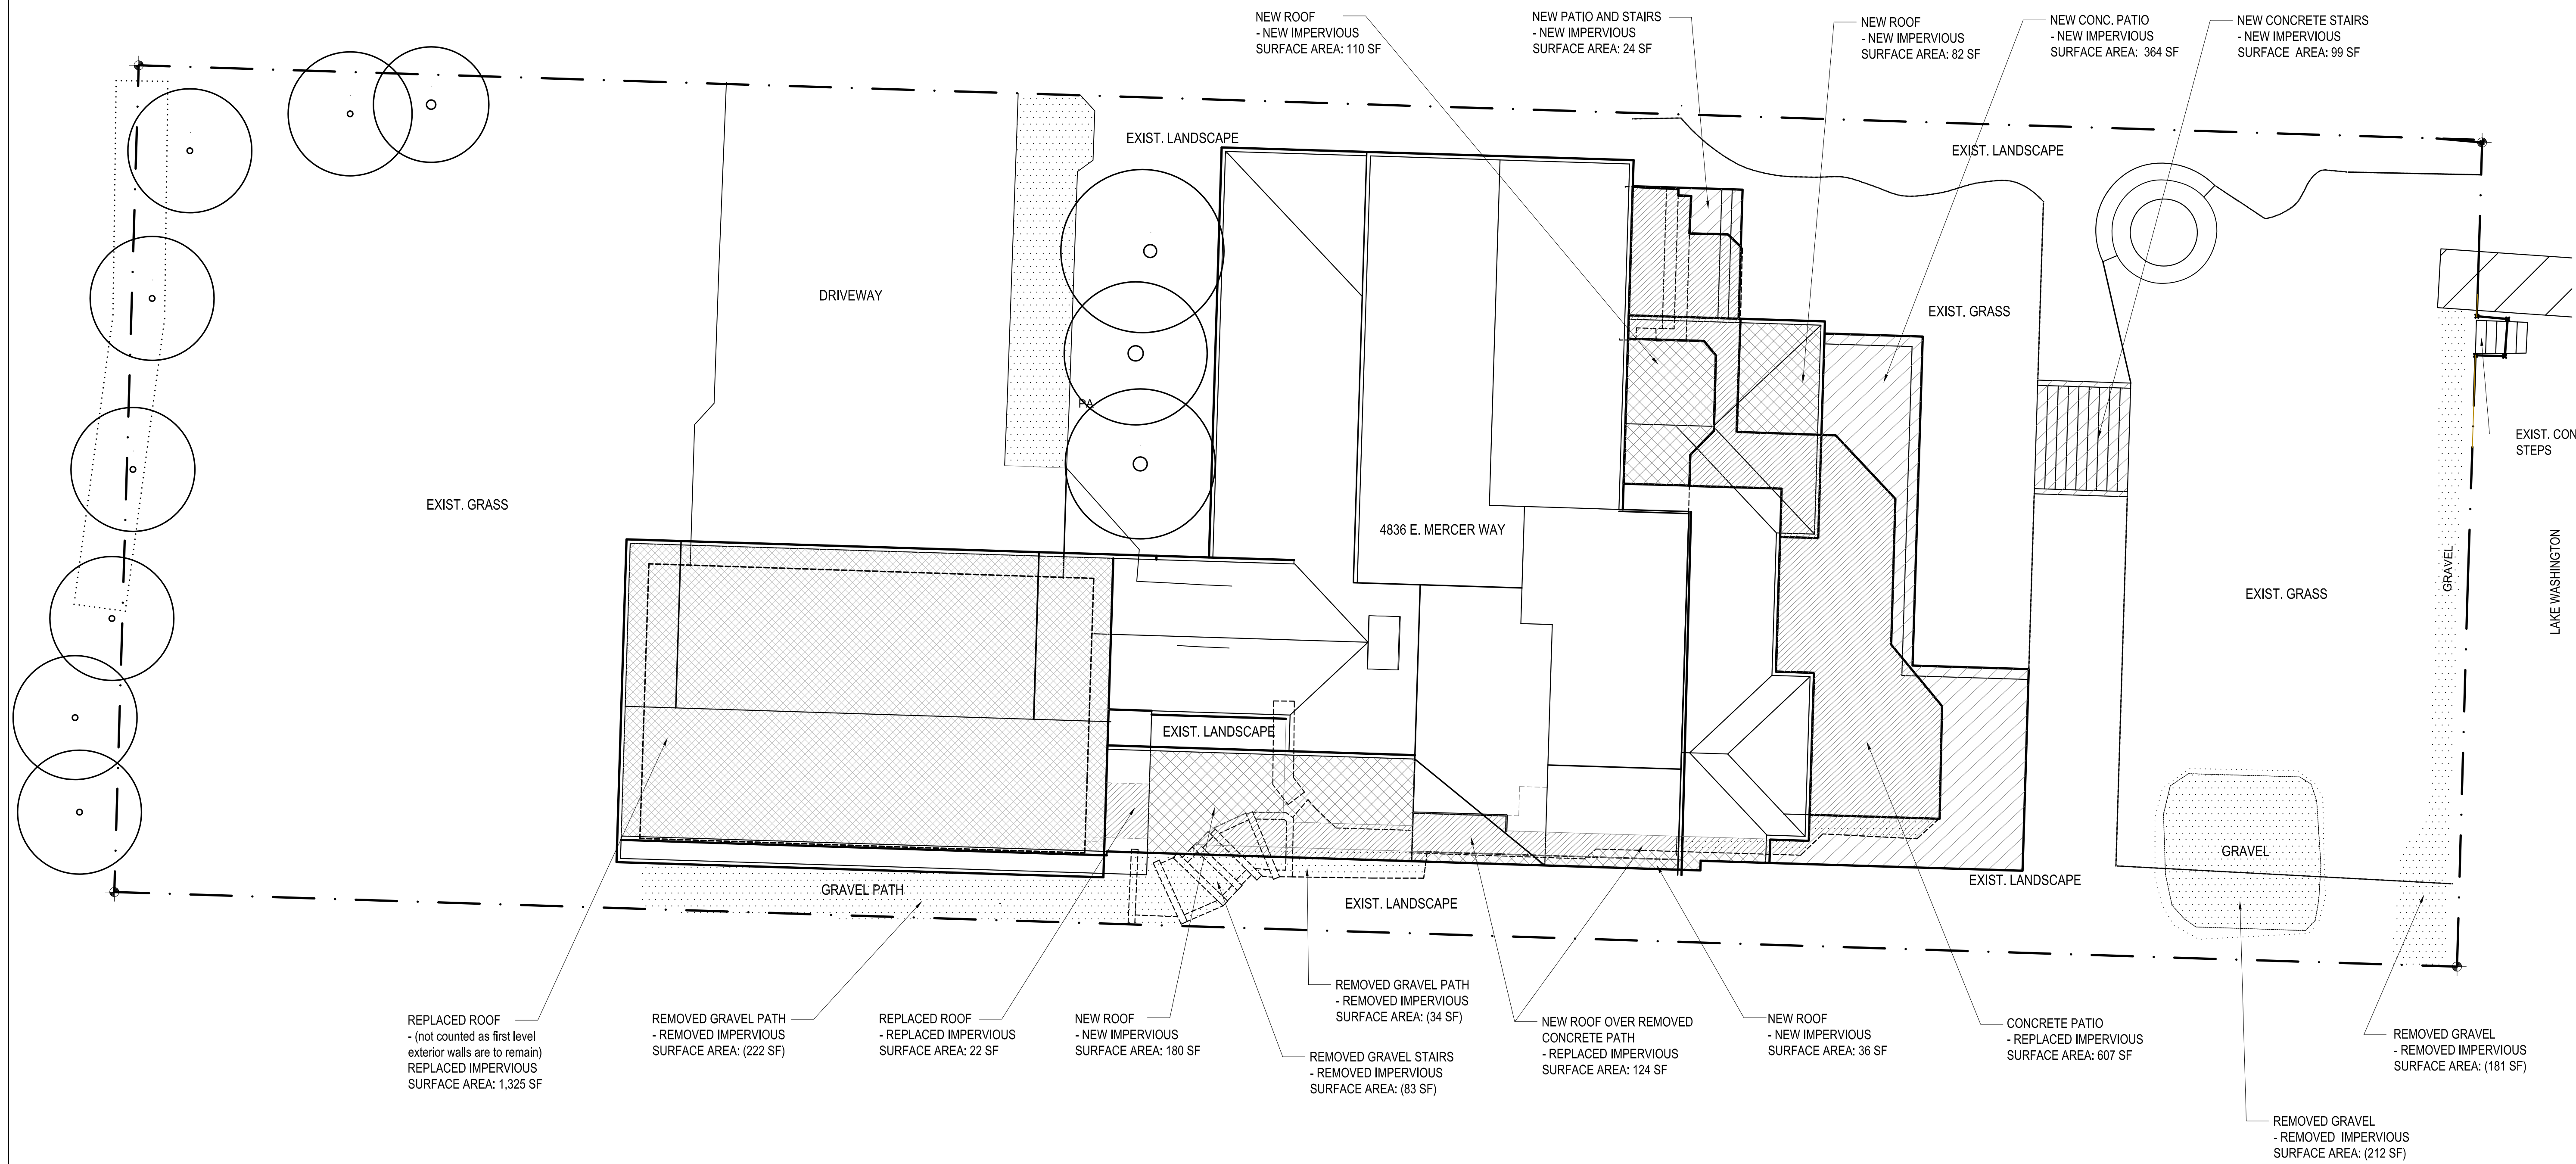 NEW ROOF
- NEW IMPERVIOUS
SURFACE AREA: 110 SF
NEW PATIO AND STAIRS
- NEW IMPERVIOUS
SURFACE AREA: 24 SF
NEW ROOF
- NEW IMPERVIOUS
SURFACE AREA: 82 SF
NEW CONC. PATIO
- NEW IMPERVIOUS
SURFACE AREA: 364 SF
NEW CONCRETE STAIRS
- NEW IMPERVIOUS
SURFACE AREA: 99 SF
EXIST. LANDSCAPE
EXIST. LANDSCAPE
DRIVEWAY
EXIST. GRASS
PA
EXIST. CON
STEPS
EXIST. GRASS
4836 E. MERCER WAY
GRAVEL
LAKE WASHINGTON
EXIST. GRASS
EXIST. LANDSCAPE
GRAVEL
GRAVEL PATH
EXIST. LANDSCAPE
EXIST. LANDSCAPE
REPLACED ROOF
- (not counted as first level
exterior walls are to remain)
REPLACED IMPERVIOUS
SURFACE AREA: 1,325 SF
REMOVED GRAVEL PATH
- REMOVED IMPERVIOUS
SURFACE AREA: (222 SF)
REPLACED ROOF
- REPLACED IMPERVIOUS
SURFACE AREA: 22 SF
NEW ROOF
- NEW IMPERVIOUS
SURFACE AREA: 180 SF
REMOVED GRAVEL STAIRS
- REMOVED IMPERVIOUS
SURFACE AREA: (83 SF)
REMOVED GRAVEL PATH
- REMOVED IMPERVIOUS
SURFACE AREA: (34 SF)
NEW ROOF OVER REMOVED
CONCRETE PATH
- REPLACED IMPERVIOUS
SURFACE AREA: 124 SF
NEW ROOF
- NEW IMPERVIOUS
SURFACE AREA: 36 SF
CONCRETE PATIO
- REPLACED IMPERVIOUS
SURFACE AREA: 607 SF
REMOVED GRAVEL
- REMOVED IMPERVIOUS
SURFACE AREA: (181 SF)
REMOVED GRAVEL
- REMOVED IMPERVIOUS
SURFACE AREA: (212 SF)